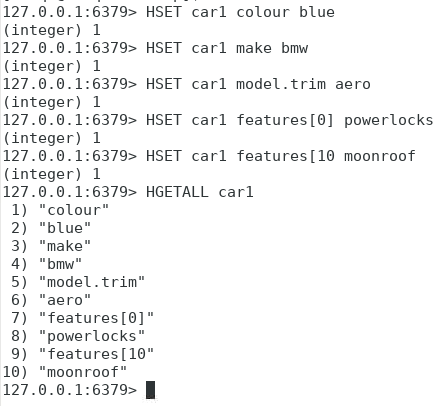 127.0.0.1:6379> HSET car1 colour blue
(integer) 1
127.0.0.1:6379> HSET car1 make bmw
(integer) 1
127.0.0.1:6379> HSET car1 model.trim aero
(integer) 1
127.0.0.1:6379> HSET car1 features[0] powerlocks
(integer) 1
127.0.0.1:6379> HSET car1 features[10 moonroof
(integer) 1
127.0.0.1:6379> HGETALL car1
 1) "colour"
 2) "blue"
 3) "make"
 4) "bmw"
 5) "model.trim"
 6) "aero"
 7) "features[0]"
 8) "powerlocks"
 9) "features[10"
10) "moonroof"
127.0.0.1:6379>